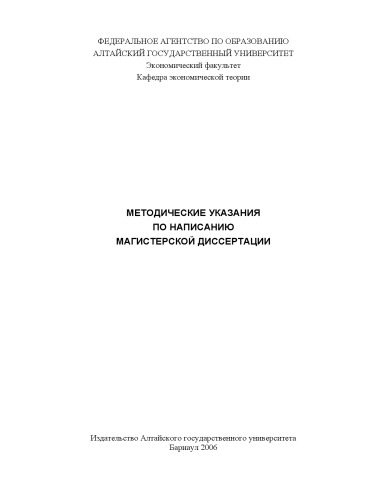 ФЕДЕРАЛЬНОЕ АГЕНТСТВО ПО ОБРАЗОВАНИЮ
АЛТАЙСКИЙ ГОСУДАРСТВЕННЫЙ УНИВЕРСИТЕТ
Экономический факультет
Кафедра экономической теории
МЕТОДИЧЕСКИЕ УКАЗАНИЯ
ПО НАПИСАНИЮ
МАГИСТЕРСКОЙ ДИССЕРТАЦИИ
Издательство Алтайского государственного университета
Барнаул 2006